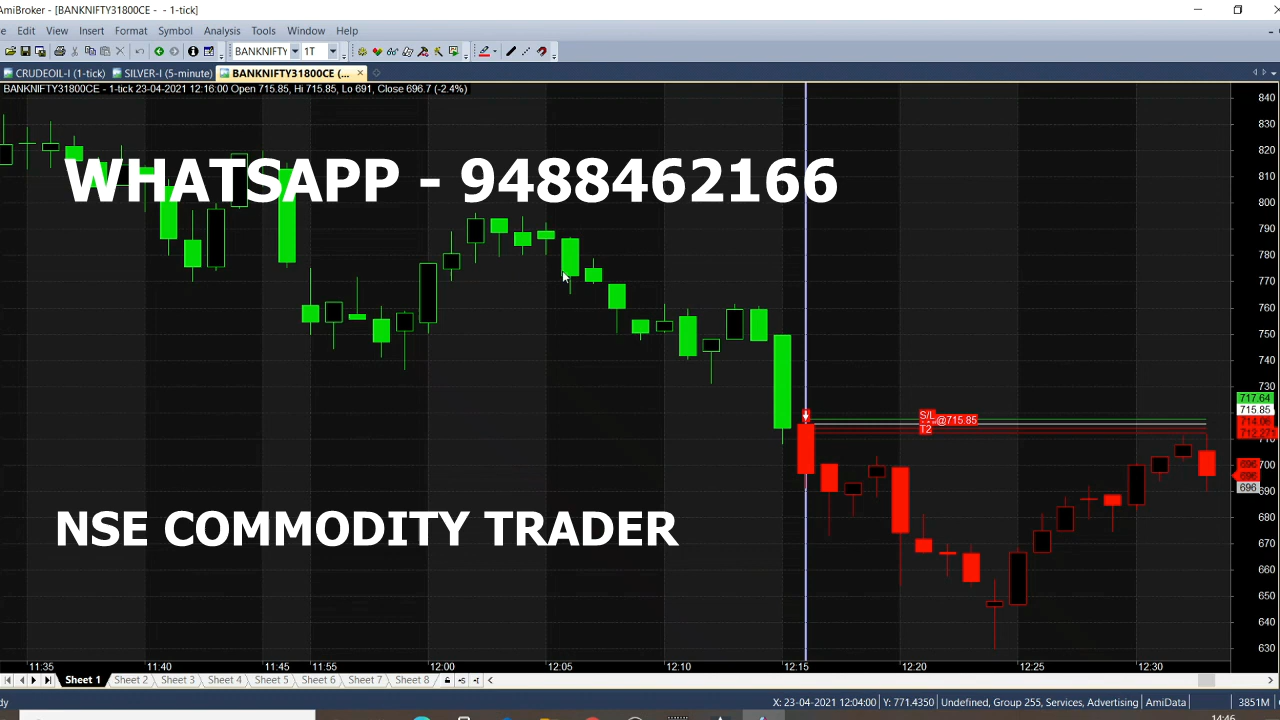 AmiBroker - [BANKNIFTY31800CE - - 1-tick]
Edit View Insert Format Symbol Analysis Tools Window Help
BANKNIFTY 1T
CRUDEOIL-I (1-tick) SILVER-I (5-minute) BANKNIFTY31800CE (...
BANKNIFTY31800CE - 1-tick 23-04-2021 12:16:00 Open 715.85, Hi 715.85, Lo 691, Close 696.7 (-2.4%)
840
830
820
WHATSAPP - 9488462166
810
800
790
780
770
760
750
740
730
717.64
715.85
S/L
@715.85
714.06
T2
710
700
696
696
696
690
680
NSE COMMODITY TRADER
670
660
650
640
630
11:35 11:40 11:45 11:55 12:00 12:05 12:10 12:15 12:20 12:25 12:30
Sheet 1 Sheet 2 Sheet 3 Sheet 4 Sheet 5 Sheet 6 Sheet 7 Sheet 8
X: 23-04-2021 12:04:00 Y: 771.4350 Undefined, Group 255, Services, Advertising AmiData 3851M